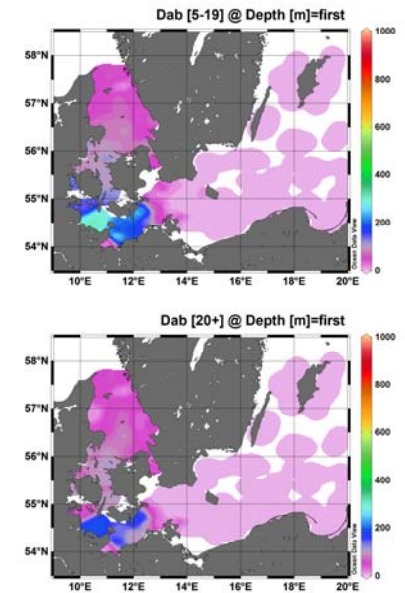 Dab [5-19] @ Depth [m]=first
58°N
57°N
56°N
55°N
54°N
10°E 12°E 14°E 16°E 18°E 20°E
1000
800
600
400
200
0
Ocean Data View
Dab [20+] @ Depth [m]=first
58°N
57°N
56°N
55°N
54°N
10°E 12°E 14°E 16°E 18°E 20°E
1000
800
600
400
200
0
Ocean Data View